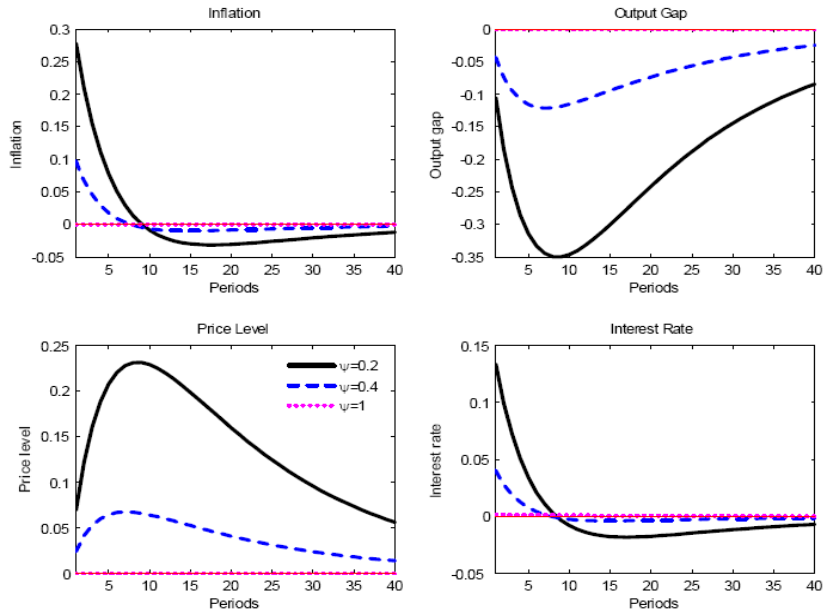 Inflation
Output Gap
0.3
0.25
0.2
0.15
0.1
0.05
0
-0.05
Inflation
5 10 15 20 25 30 35 40
Periods
0
-0.05
-0.1
-0.15
-0.2
-0.25
-0.3
-0.35
Output gap
5 10 15 20 25 30 35 40
Periods
Price Level
Interest Rate
0.25
0.2
0.15
0.1
0.05
0
Price level
ψ=0.2
ψ=0.4
ψ=1
5 10 15 20 25 30 35 40
Periods
0.15
0.1
0.05
0
-0.05
Interest rate
5 10 15 20 25 30 35 40
Periods